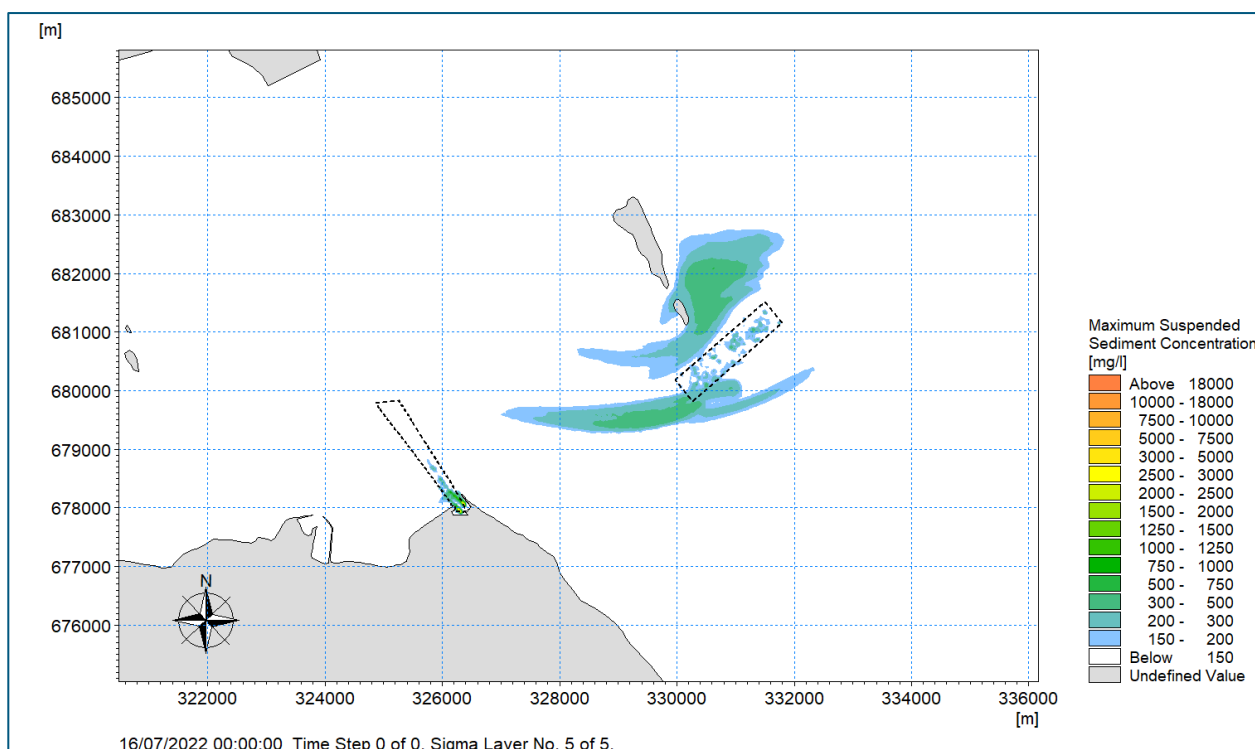 [m]
685000
684000
683000
682000
681000
680000
679000
678000
677000
676000
N
322000 324000 326000 328000 330000 332000 334000 336000
[m]
Maximum Suspended
Sediment Concentration
[mg/l]
Above 18000
10000 - 18000
7500 - 10000
5000 - 7500
3000 - 5000
2500 - 3000
2000 - 2500
1500 - 2000
1250 - 1500
1000 - 1250
750 - 1000
500 - 750
300 - 500
200 - 300
150 - 200
Below 150
Undefined Value
16/07/2022 00:00:00 Time Step 0 of 0. Sigma Layer No. 5 of 5.